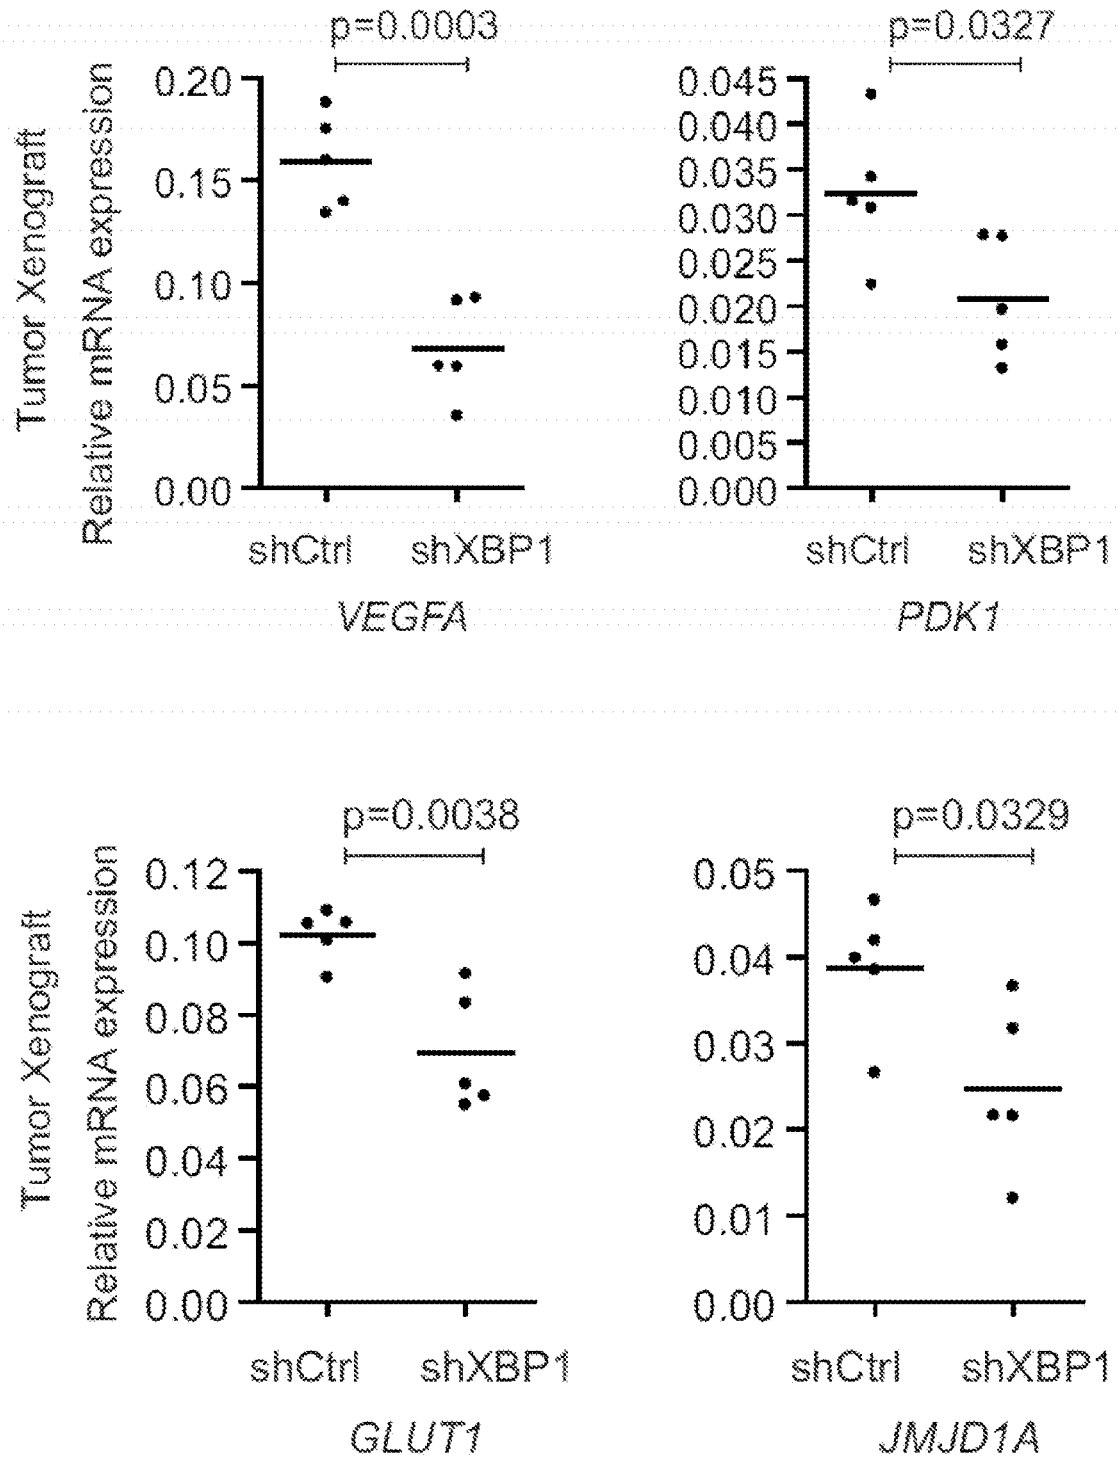 p=0.0003
Tumor Xenograft
Relative mRNA expression
0.20
0.15
0.10
0.05
0.00
shCtrl shXBP1
VEGFA
p=0.0327
0.045
0.040
0.035
0.030
0.025
0.020
0.015
0.010
0.005
0.000
shCtrl shXBP1
PDK1
p=0.0038
Tumor Xenograft
Relative mRNA expression
0.12
0.10
0.08
0.06
0.04
0.02
0.00
shCtrl shXBP1
GLUT1
p=0.0329
0.05
0.04
0.03
0.02
0.01
0.00
shCtrl shXBP1
JMJD1A